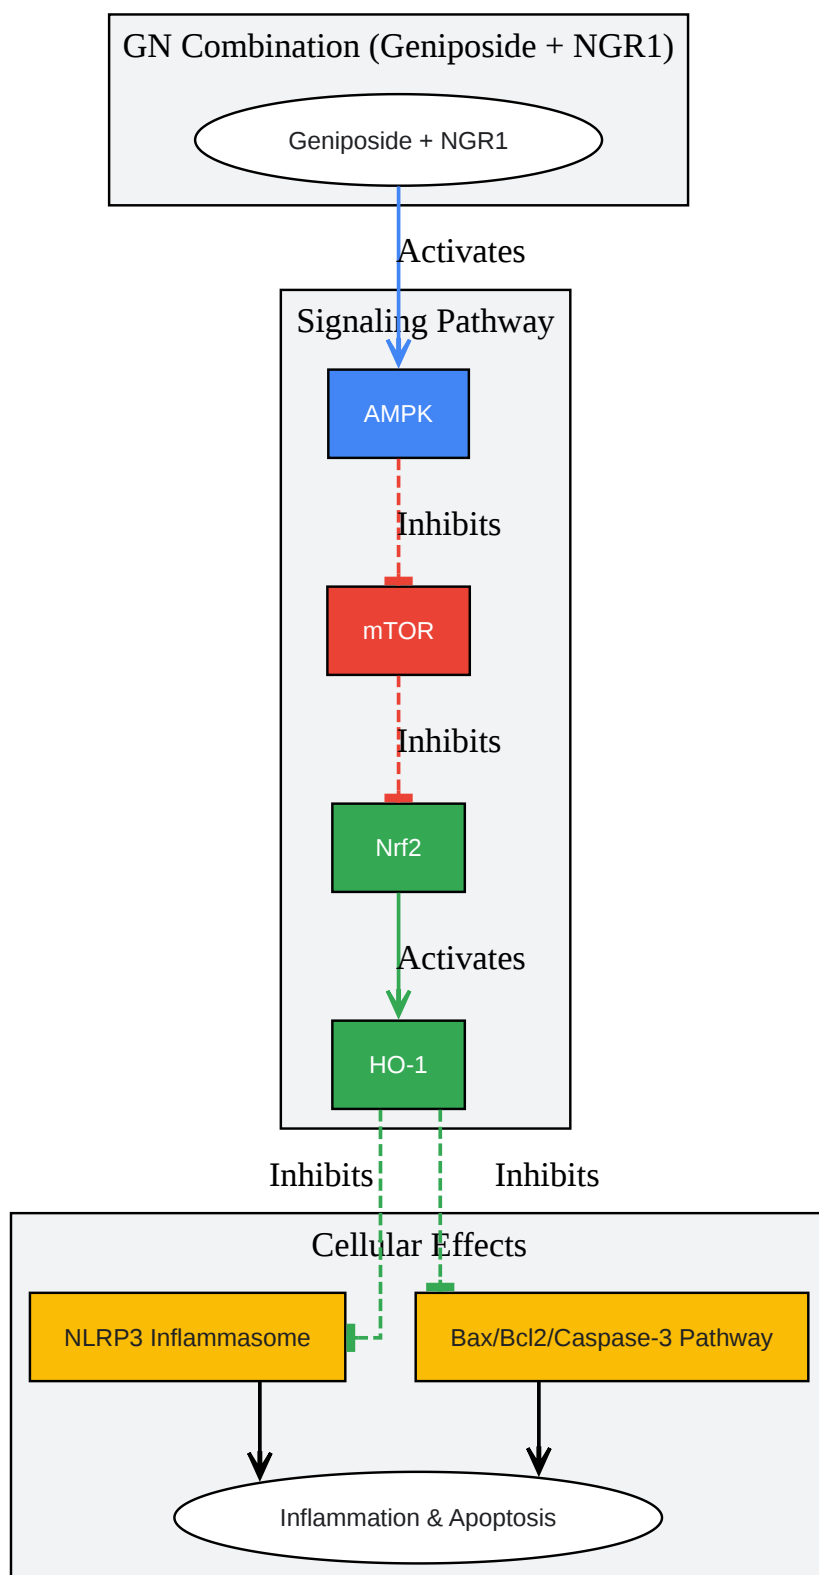 GN Combination (Geniposide + NGR1)
Geniposide + NGR1
Activates
Signaling Pathway
AMPK
Inhibits
mTOR
Inhibits
Nrf2
Activates
HO-1
Inhibits
Inhibits
Cellular Effects
NLRP3 Inflammasome
Bax/Bcl2/Caspase-3 Pathway
Inflammation & Apoptosis